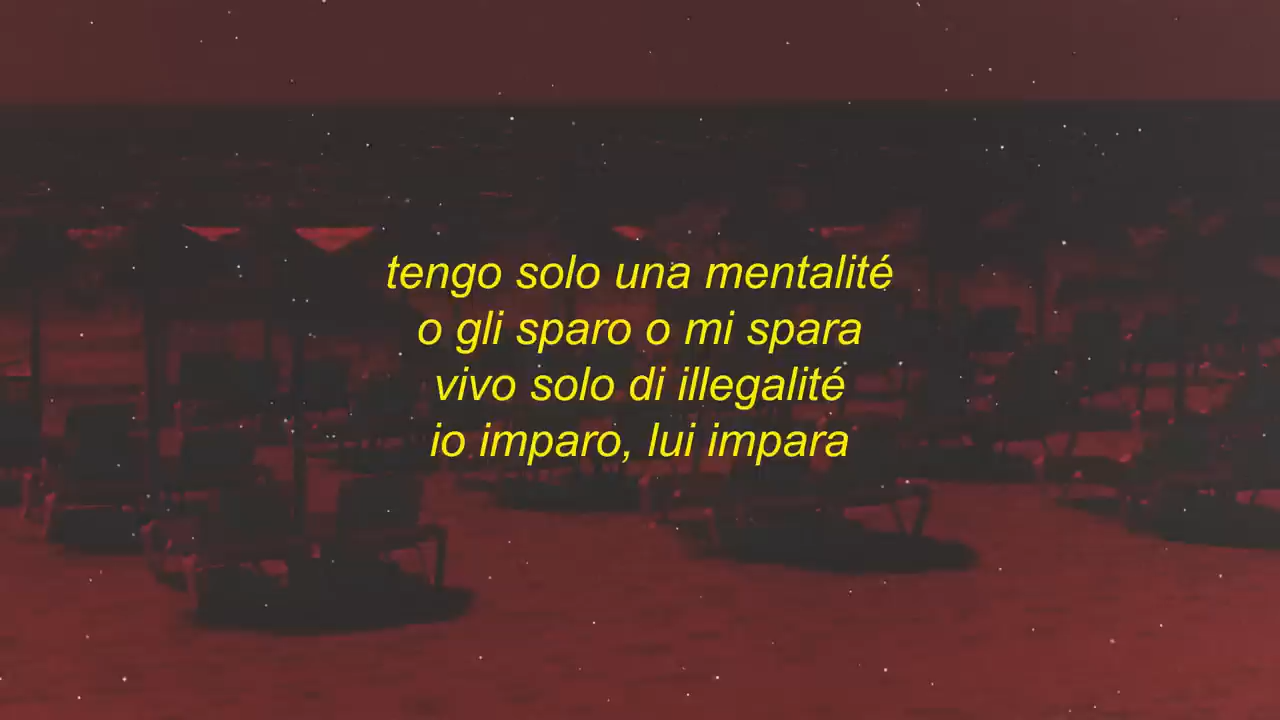 tengo solo una mentalité
o gli sparo o mi spara
vivo solo di illegalité
io imparo, lui impara